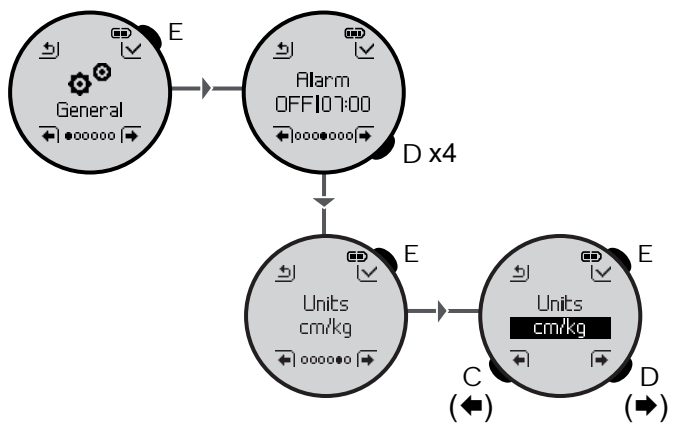 E
General
Alarm
OFF|07:00
D x4
E
Units
cm/kg
E
Units
cm/kg
C
(🡄)
D
(🡆)